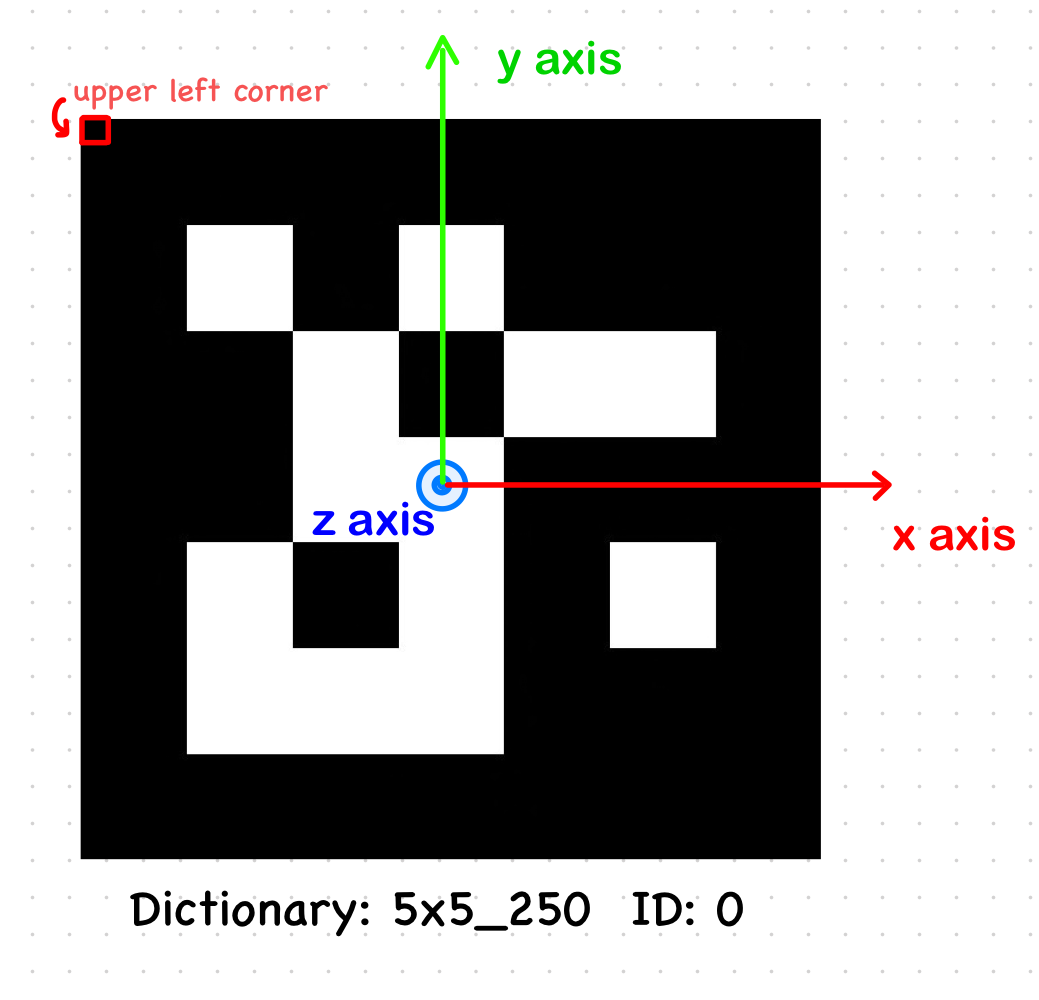 y axis
upper left corner
z axis
x axis
Dictionary: 5x5_250 ID: 0